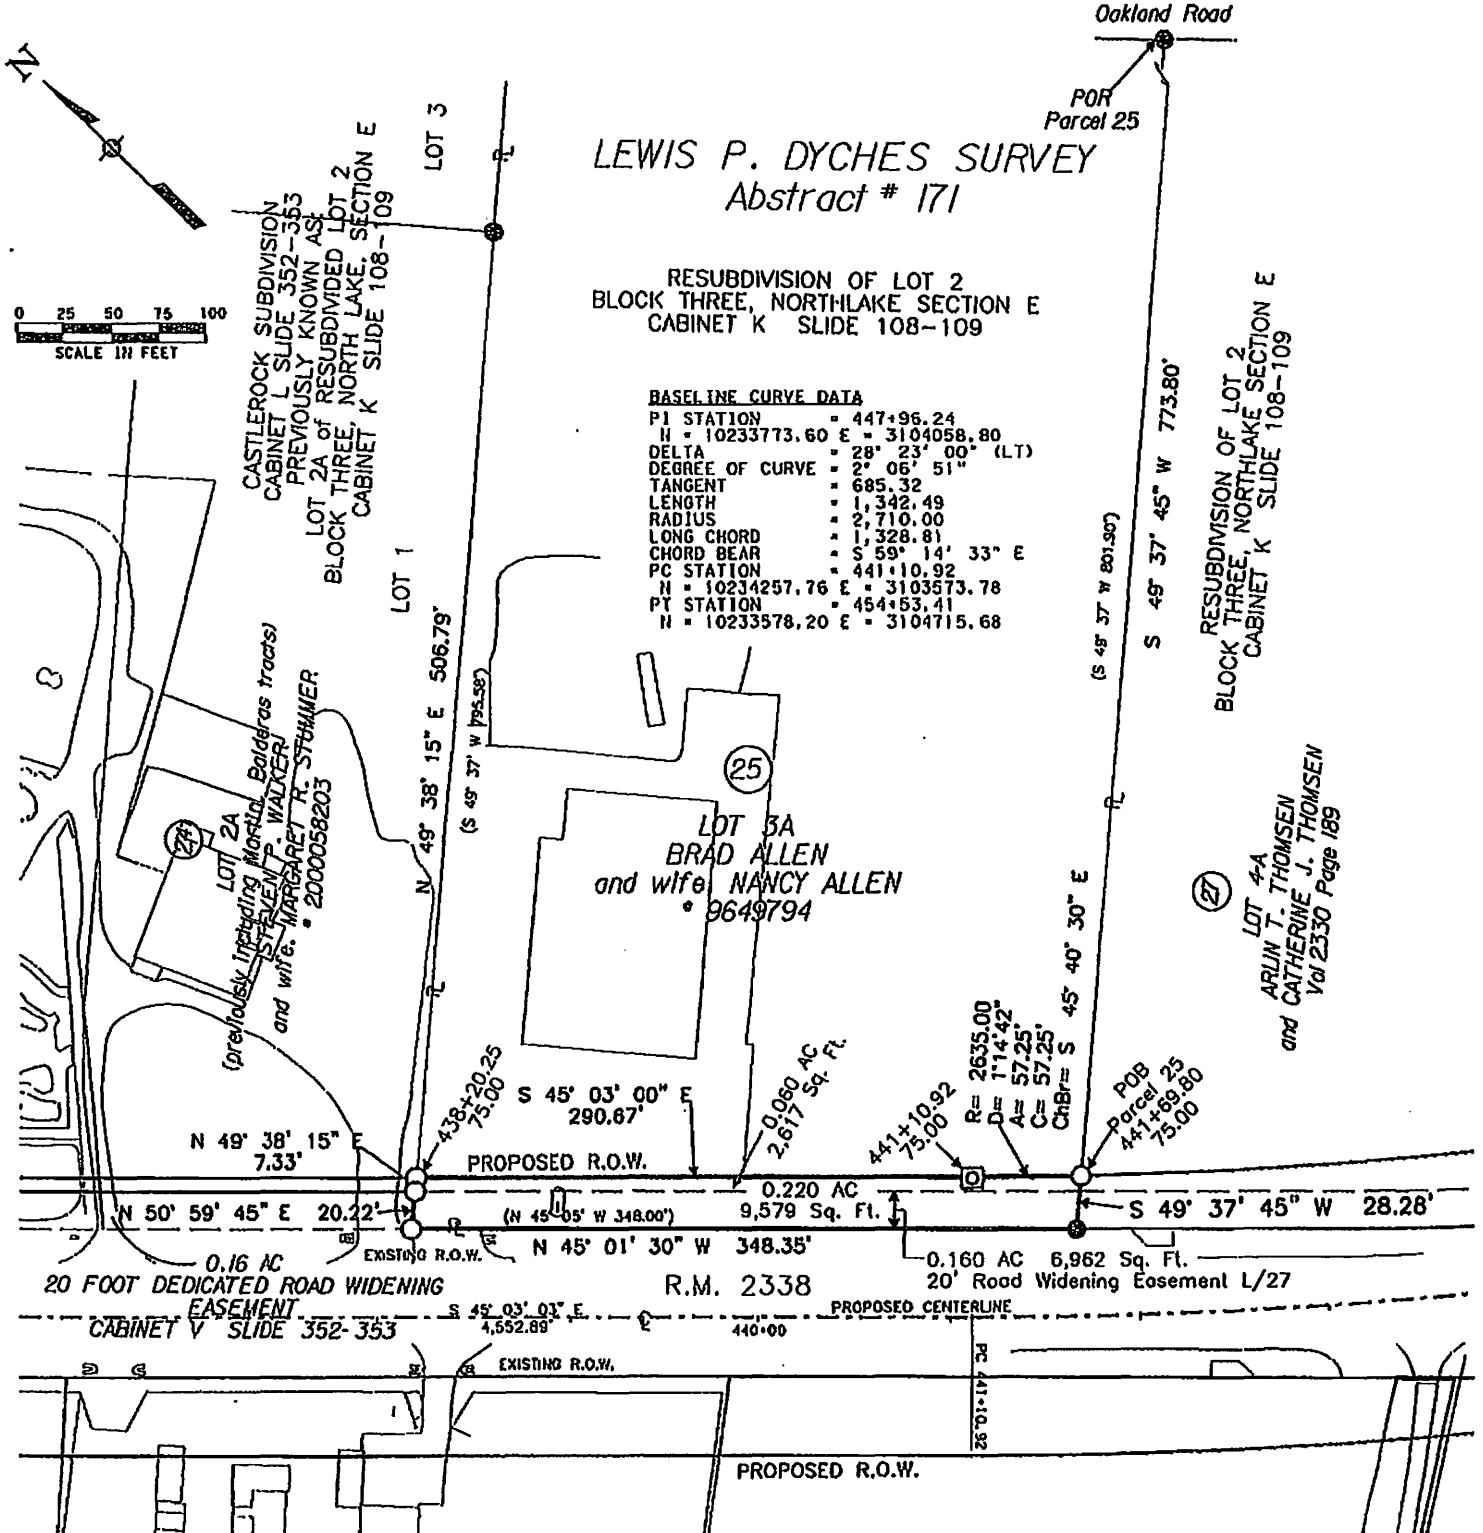 Oakland Road
N
POR
Parcel 25
LOT 3
LEWIS P. DYCHES SURVEY
Abstract # 171
CASTLEROCK SUBDIVISION
CABINET L SLIDE 352-353
PREVIOUSLY KNOWN AS
LOT 2A of RESUBDIVIDED LOT 2
BLOCK THREE, NORTH LAKE, SECTION E
CABINET K SLIDE 108-109
RESUBDIVISION OF LOT 2
BLOCK THREE, NORTHLAKE SECTION E
CABINET K SLIDE 108-109
0 25 50 75 100
SCALE IN FEET
BASELINE CURVE DATA
PI STATION = 447+96.24
N = 10233773.60 E = 3104058.80
DELTA = 28° 23' 00" (LT)
DEGREE OF CURVE = 2° 06' 51"
TANGENT = 685.32
LENGTH = 1,342.49
RADIUS = 2,710.00
LONG CHORD = 1,328.81
CHORD BEAR = S 59° 14' 33" E
PC STATION = 441+10.92
N = 10234257.76 E = 3103573.78
PT STATION = 454+53.41
N = 10233578.20 E = 3104715.68
S 49° 37' 45" W 773.80'
(S 49° 37' W 801.90')
RESUBDIVISION OF LOT 2
BLOCK THREE, NORTHLAKE SECTION E
CABINET K SLIDE 108-109
LOT 1
N 49° 38' 15" E 506.79'
(S 49° 37' W 795.58')
24
LOT 2A
(previously including Martin Balderas tracts)
(STEVEN P. WALKER)
and wife, MARGARET R. STUMMER
* 2000058203
25
LOT 3A
BRAD ALLEN
and wife, NANCY ALLEN
* 9649794
27
LOT 4-A
ARLIN T. THOMSEN
and CATHERINE J. THOMSEN
Vol 2330 Page 189
438+20.25
75.00
S 45° 03' 00" E
290.67'
0.060 AC
2,617 Sq. Ft.
441+10.92
75.00
R= 2635.00
D= 1°14'42"
A= 57.25'
C= 57.25'
ChBr= S 45° 40' 30" E
POB
Parcel 25
441+69.80
75.00
N 49° 38' 15" E
7.33'
PROPOSED R.O.W.
0.220 AC
9,579 Sq. Ft.
N 50° 59' 45" E 20.22'
(N 45° 05' W 348.00')
S 49° 37' 45" W 28.28'
N 45° 01' 30" W 348.35'
EXISTING R.O.W.
0.16 AC
20 FOOT DEDICATED ROAD WIDENING
EASEMENT
CABINET V SLIDE 352-353
R.M. 2338
0.160 AC 6,962 Sq. Ft.
20' Road Widening Easement L/27
S 45° 03' 03" E
4,552.89'
440+00
PROPOSED CENTERLINE
EXISTING R.O.W.
PC 441+10.92
PROPOSED R.O.W.